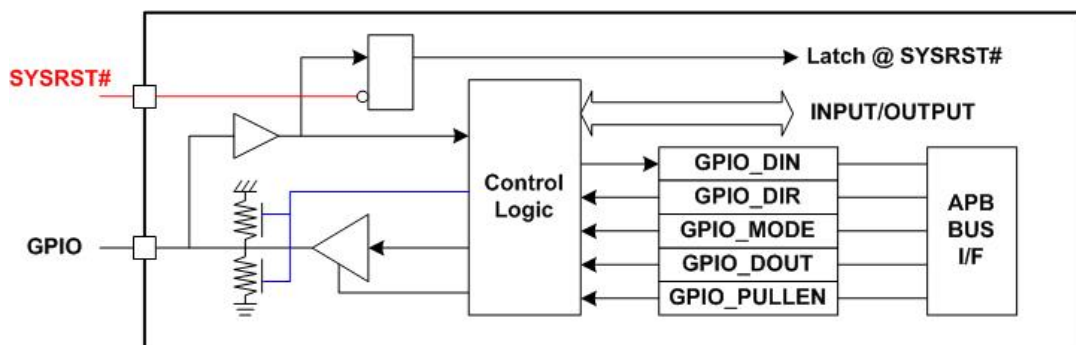 SYSRST#
Latch @ SYSRST#
INPUT/OUTPUT
Control
Logic
GPIO_DIN
GPIO_DIR
GPIO_MODE
GPIO_DOUT
GPIO_PULLEN
APB
BUS
I/F
GPIO